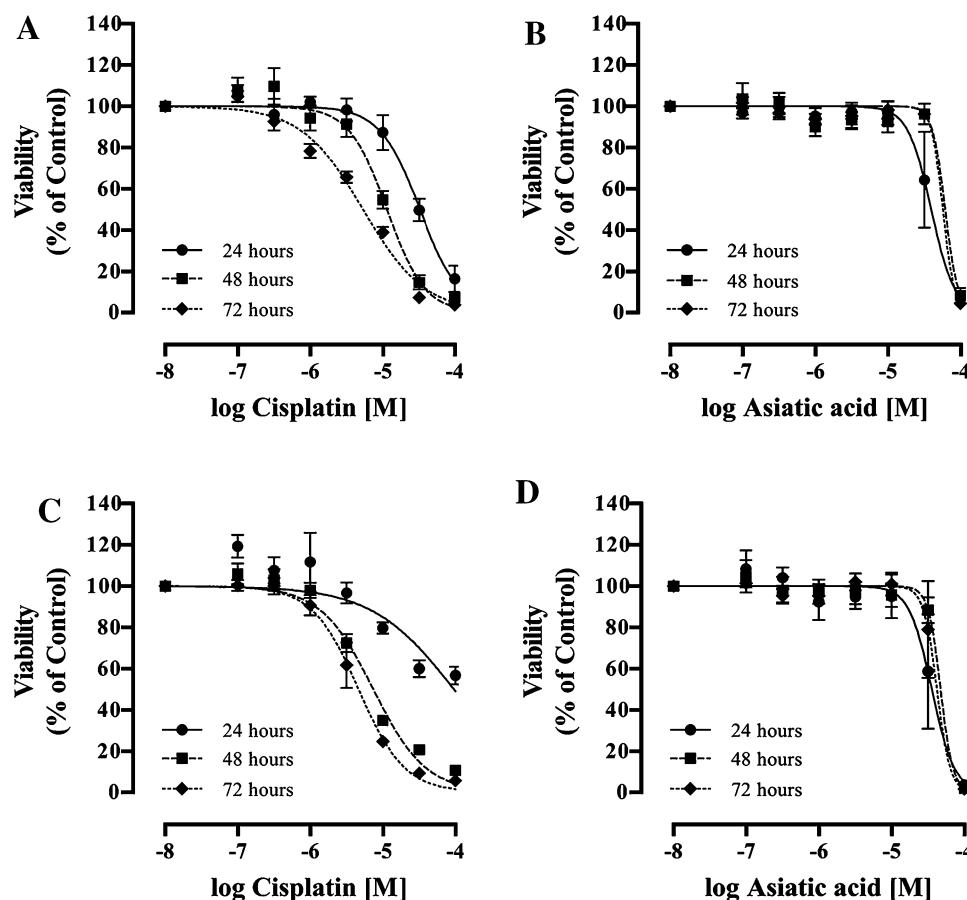 A
140
120
100
80
60
40
20
0
Viability
(% of Control)
24 hours
48 hours
72 hours
-8 -7 -6 -5 -4
log Cisplatin [M]
B
140
120
100
80
60
40
20
0
Viability
(% of Control)
24 hours
48 hours
72 hours
-8 -7 -6 -5 -4
log Asiatic acid [M]
C
140
120
100
80
60
40
20
0
Viability
(% of Control)
24 hours
48 hours
72 hours
-8 -7 -6 -5 -4
log Cisplatin [M]
D
140
120
100
80
60
40
20
0
Viability
(% of Control)
24 hours
48 hours
72 hours
-8 -7 -6 -5 -4
log Asiatic acid [M]